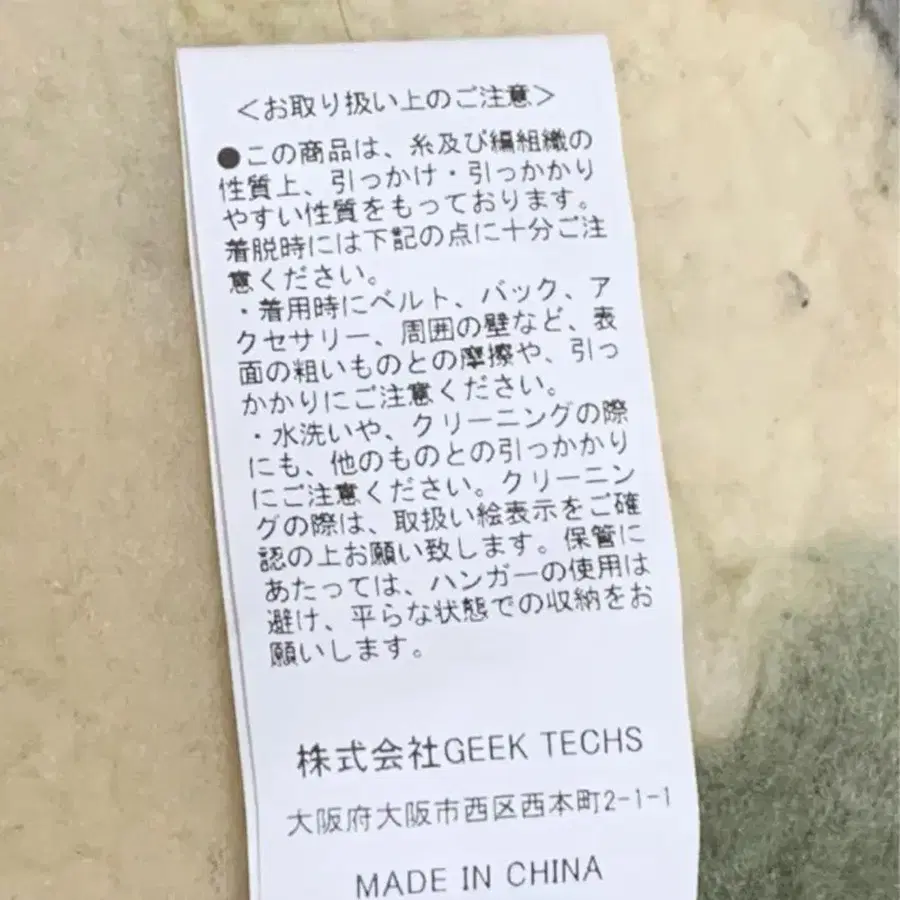 ＜お取り扱い上のご注意＞
●この商品は、糸及び編組織の
性質上、引っかけ・引っかかり
やすい性質をもっております。
着脱時には下記の点に十分ご注
意ください。
・着用時にベルト、バック、ア
クセサリー、周囲の壁など、表
面の粗いものとの摩擦や、引っ
かかりにご注意ください。
・水洗いや、クリーニングの際
にも、他のものとの引っかかり
にご注意ください。クリーニン
グの際は、取扱い絵表示をご確
認の上お願い致します。保管に
あたっては、ハンガーの使用は
避け、平らな状態での収納をお
願いします。
株式会社GEEK TECHS
大阪府大阪市西区西本町2-1-1
MADE IN CHINA